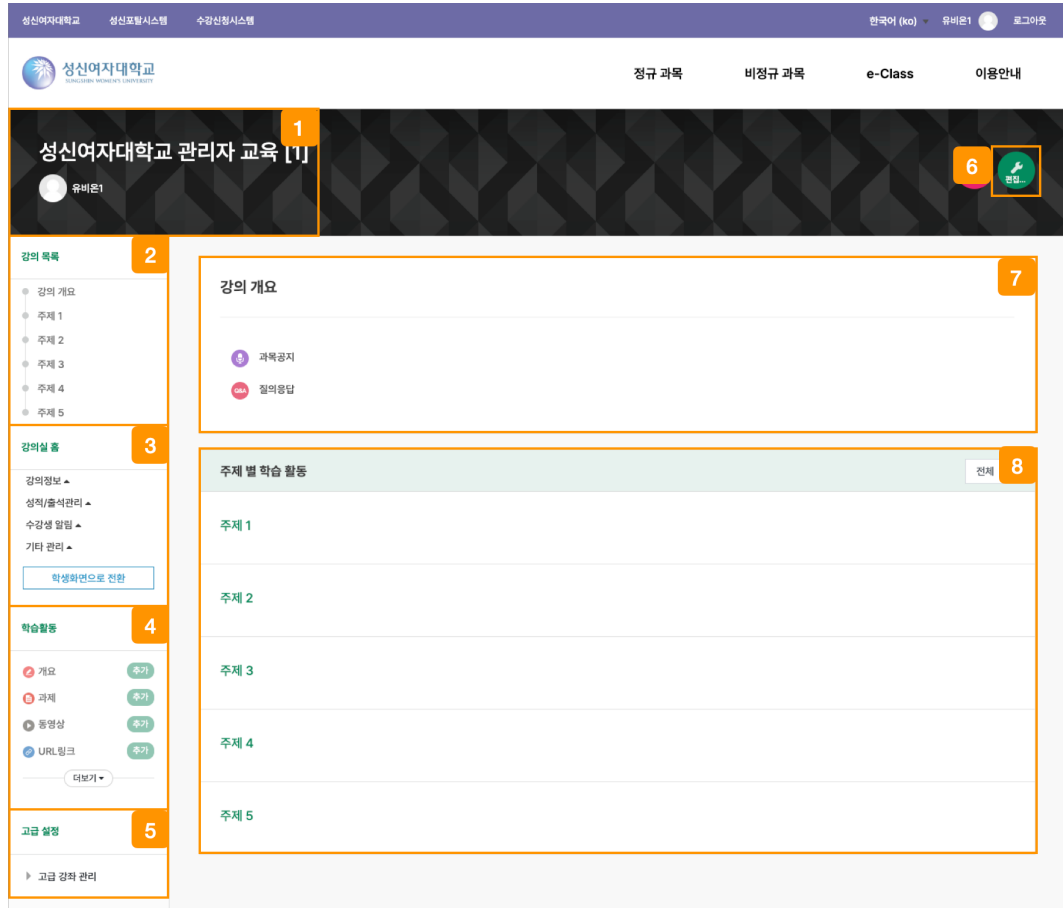 성신여자대학교 성신포탈시스템 수강신청시스템 한국어 (ko) 유비온1 로그아웃
성신여자대학교 정규 과목 비정규 과목 e-Class 이용안내
SUNGSHIN WOMEN'S UNIVERSITY
1
성신여자대학교 관리자 교육 [1]
유비온1
6
편집...
강의 목록 2
강의 개요
주제 1
주제 2
주제 3
주제 4
주제 5
강의실 홈 3
강의정보
성적/출석관리
수강생 알림
기타 관리
학생화면으로 전환
학습활동 4
개요 추가
과제 추가
동영상 추가
URL링크 추가
더보기
고급 설정 5
고급 강좌 관리
강의 개요 7
과목공지
Q&A 질의응답
주제 별 학습 활동 전체 8
주제 1
주제 2
주제 3
주제 4
주제 5